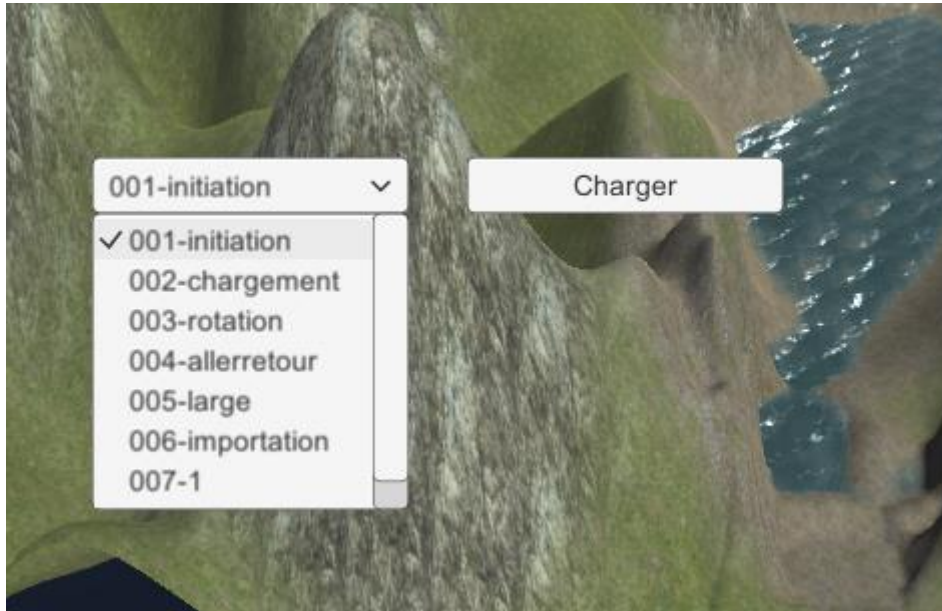 001-initiation
Charger
001-initiation
002-chargement
003-rotation
004-allerretour
005-large
006-importation
007-1